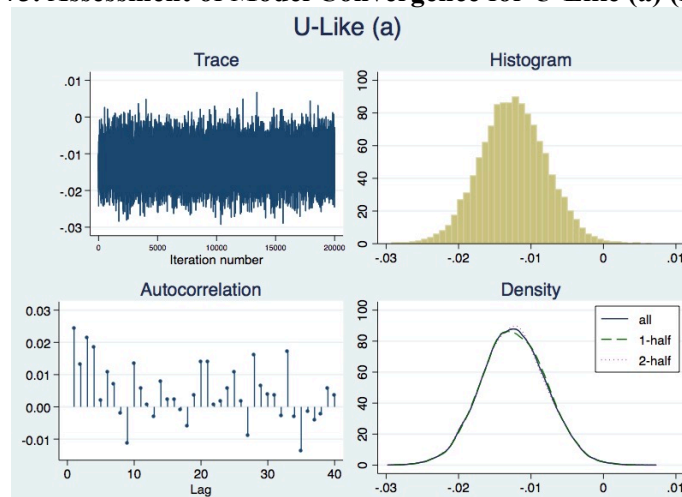 U-Like (a)
Trace
.01
0
-.01
-.02
-.03
0 5000 10000 15000 20000
Iteration number
Histogram
100
80
60
40
20
0
-.03 -.02 -.01 0 .01
Autocorrelation
0.03
0.02
0.01
0.00
-0.01
0 10 20 30 40
Lag
Density
100
80
60
40
20
0
all
1-half
2-half
-.03 -.02 -.01 0